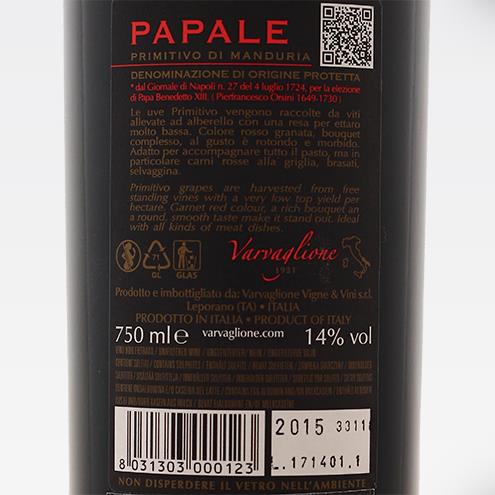 PAPALE
PRIMITIVO DI MANDURIA
DENOMINAZIONE DI ORIGINE PROTETTA
* dal Giornale di Napoli n. 27 del 4 luglio 1724, per la elezione
di Papa Benedetto XIII, ( Pierfrancesco Orsini 1649-1730 )
Le uve Primitivo vengono raccolte da viti
allevate ad alberello con una resa per ettaro
molto bassa. Colore rosso granata, bouquet
complesso, al gusto è rotondo e morbido.
Adatto per accompagnare tutto il pasto, ma in
particolare carni rosse alla griglia, brasati,
selvaggina.
Primitivo grapes are harvested from free
standing vines with a very low top yield per
hectare. Garnet red colour, a rich bouquet an
a round, smooth taste make it stand out. Ideal
with all kinds of meat dishes.
71
GL
GLAS
Varvaglione
1921
Prodotto e imbottigliato da: Varvaglione Vigne & Vini s.r.l.
Leporano (TA) • ITALIA
PRODOTTO IN ITALIA • PRODUCT OF ITALY
750 ml e varvaglione.com 14% vol
8 031303 000123
2015 33118
L.171401.1
NON DISPERDERE IL VETRO NELL'AMBIENTE